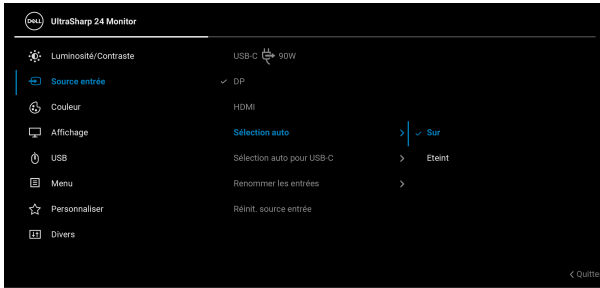 DELL UltraSharp 24 Monitor
Luminosité/Contraste USB-C 90W
Source entrée DP
Couleur HDMI
Affichage Sélection auto Sur
USB Sélection auto pour USB-C Eteint
Menu Renommer les entrées
Personnaliser Réinit. source entrée
Divers
Quitte